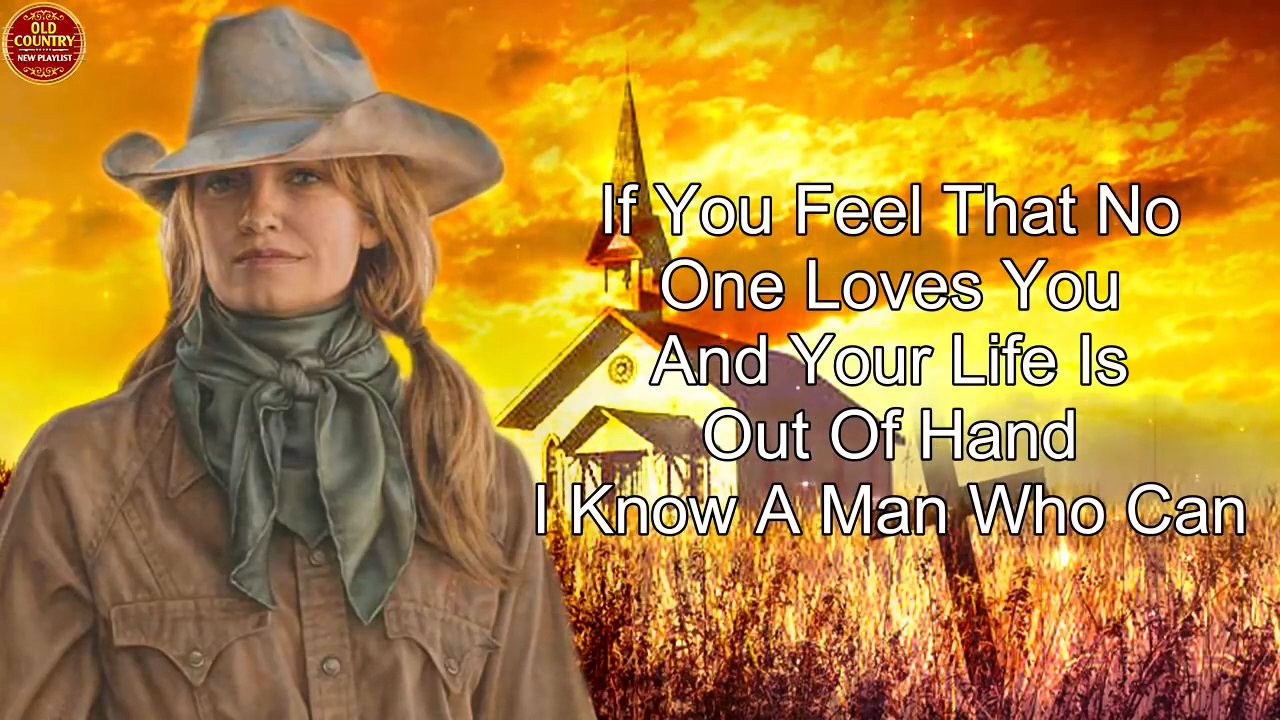 OLD
COUNTRY
NEW PLAYLIST
If You Feel That No
One Loves You
And Your Life Is
Out Of Hand
I Know A Man Who Can